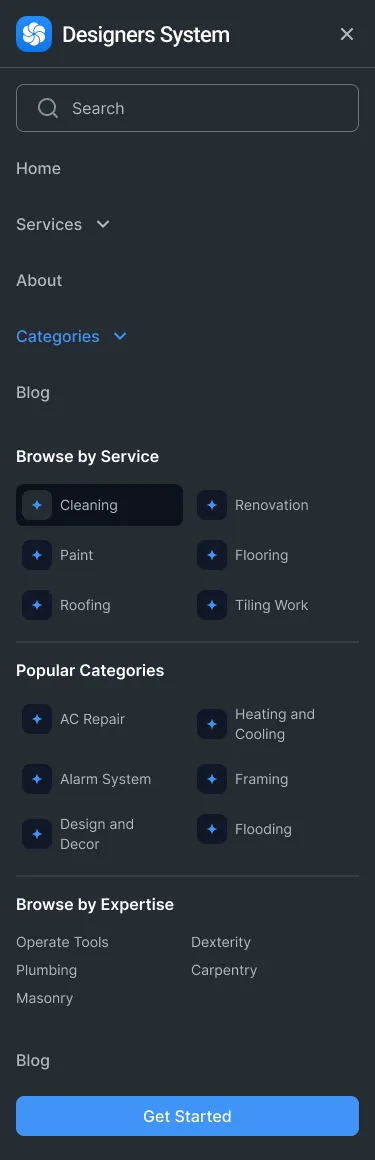 Designers System
Search
Home
Services
About
Categories
Blog
Browse by Service
Cleaning
Renovation
Paint
Flooring
Roofing
Tiling Work
Popular Categories
AC Repair
Heating and
Cooling
Alarm System
Framing
Design and
Decor
Flooding
Browse by Expertise
Operate Tools
Dexterity
Plumbing
Carpentry
Masonry
Blog
Get Started